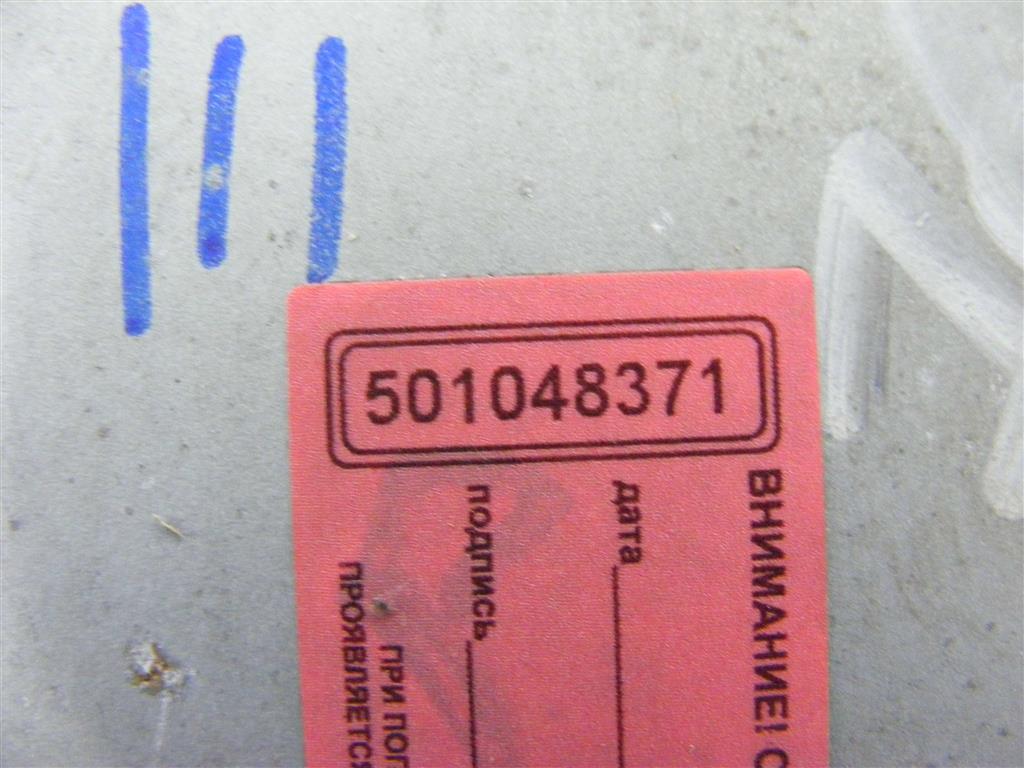 501048371
ВНИМАНИЕ!
дата
подпись
ПРИ
ПРОЯВЛЯЕТСЯ